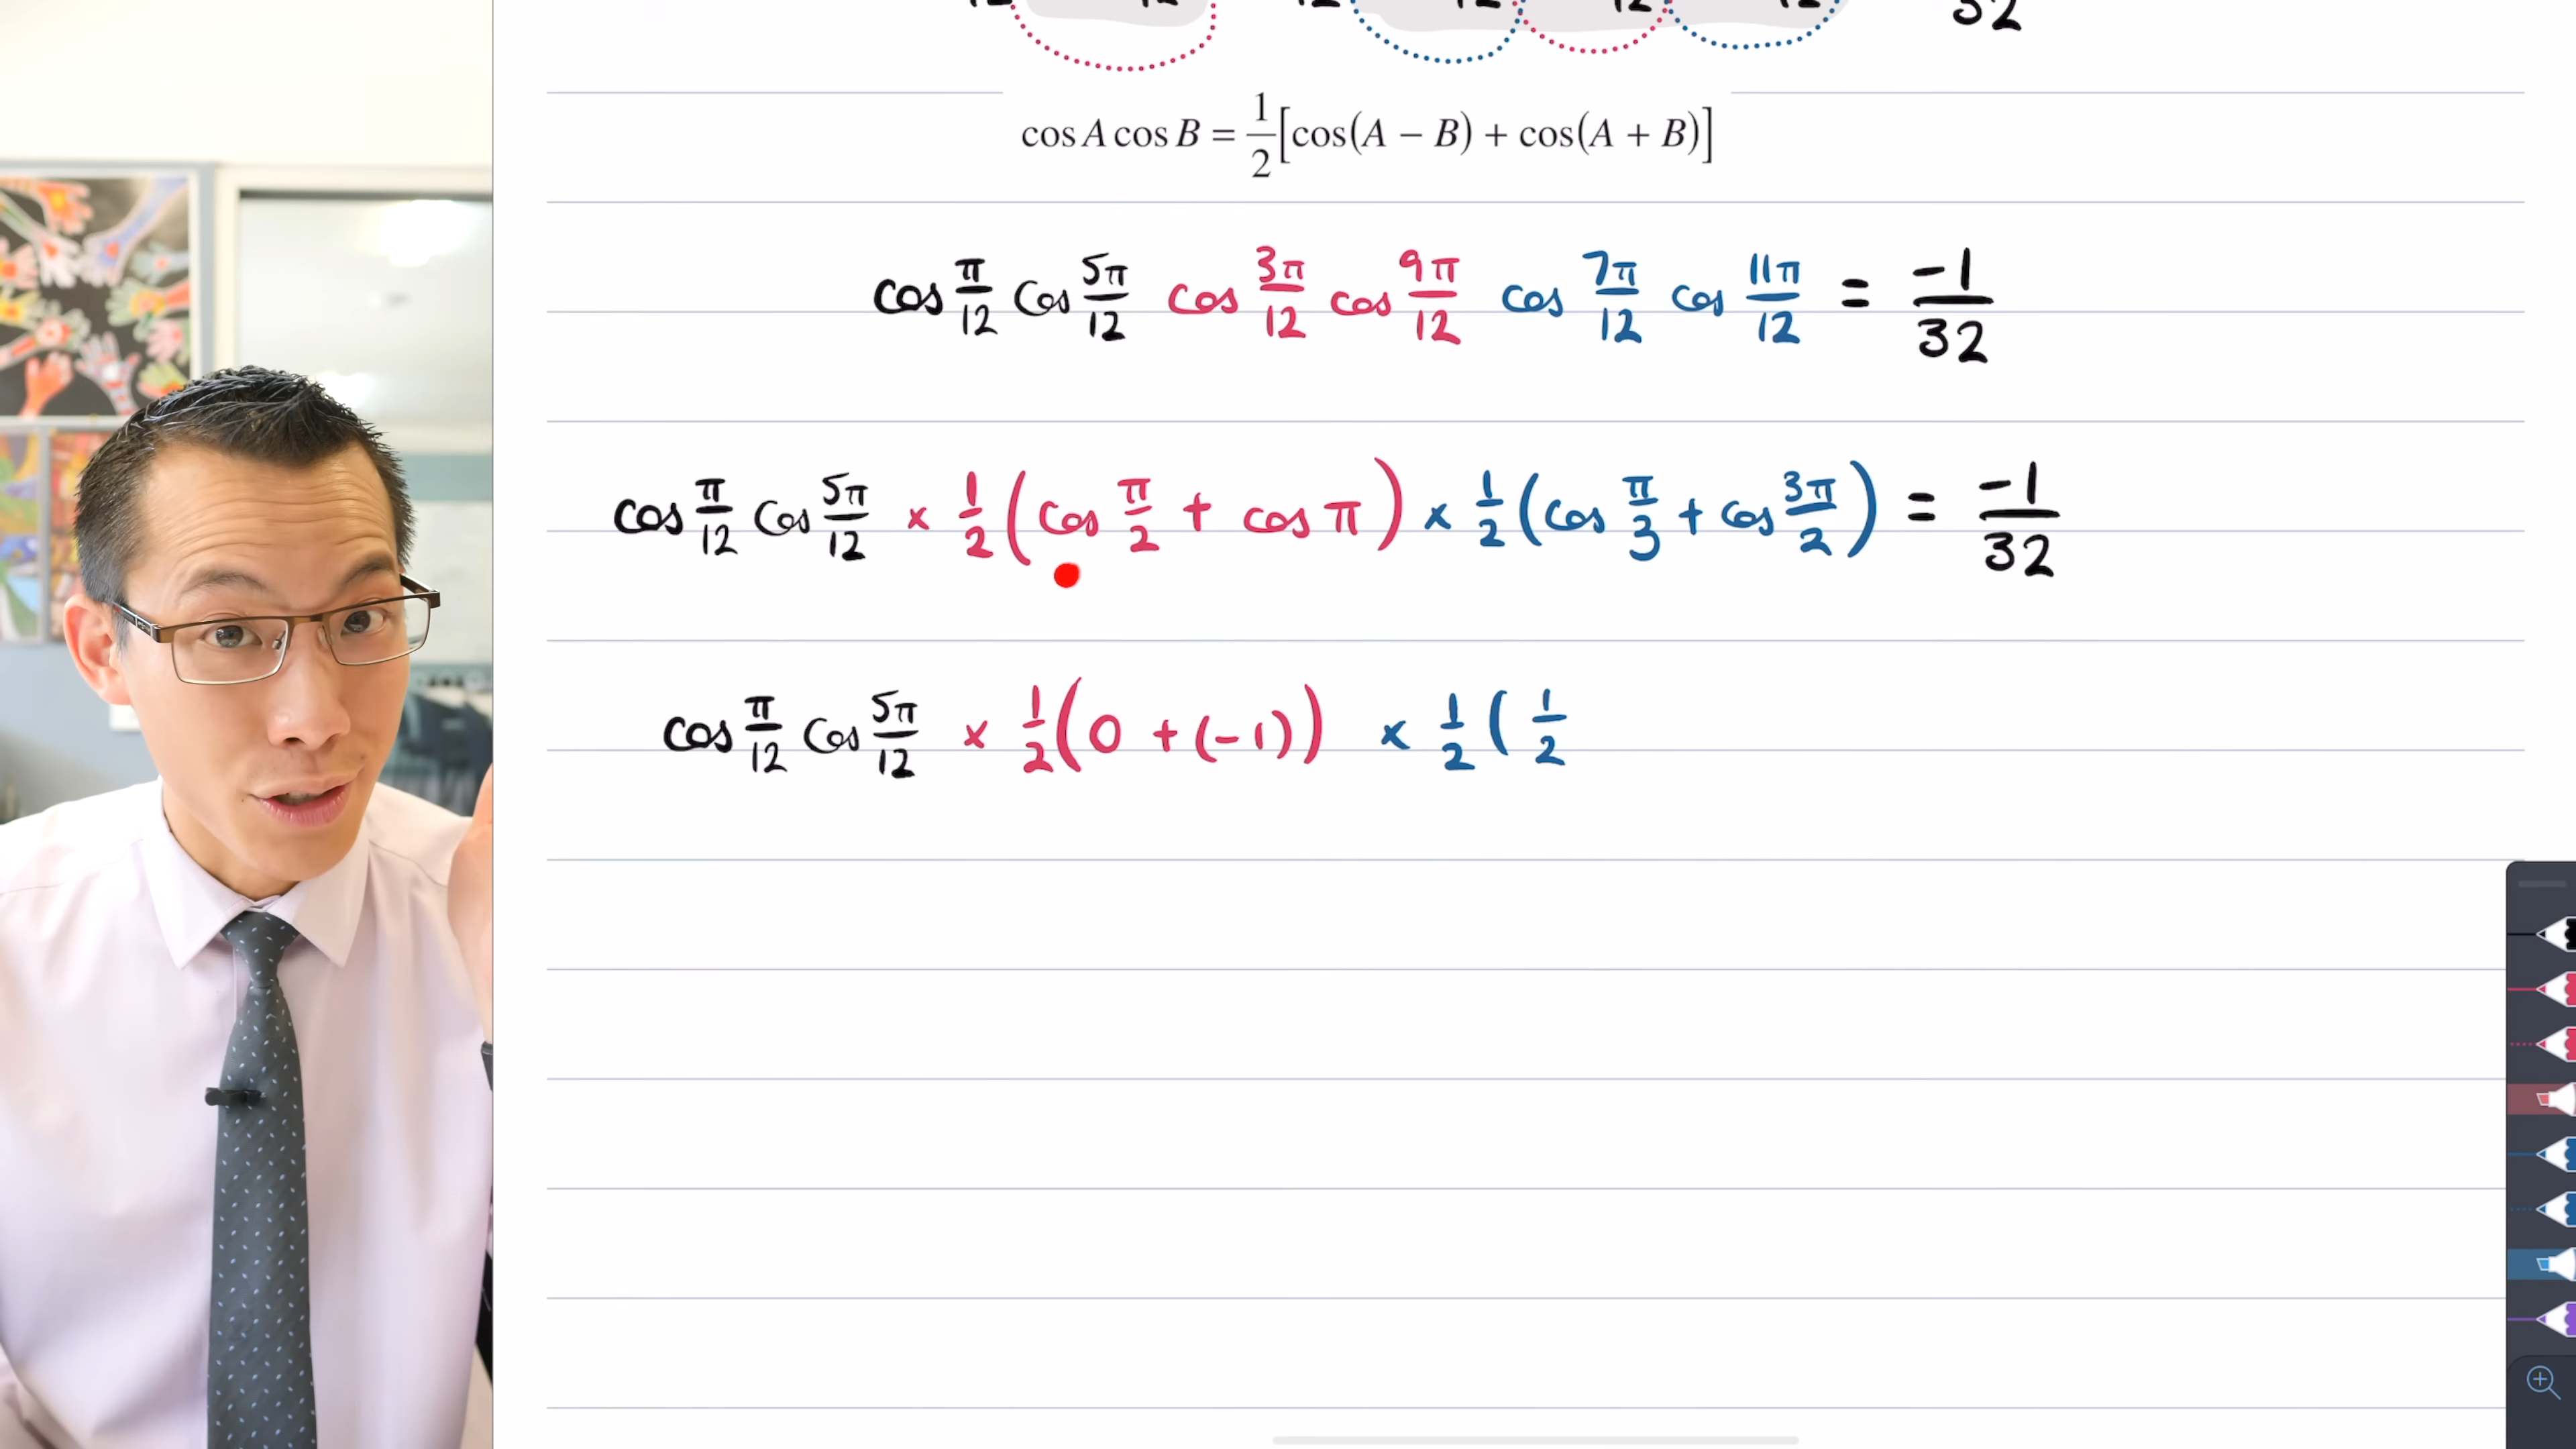 32
cos A cos B = 1/2 [cos(A − B) + cos(A + B)]
cos π/12 cos 5π/12 cos 3π/12 cos 9π/12 cos 7π/12 cos 11π/12 = -1/32
cos π/12 cos 5π/12 × 1/2 (cos π/2 + cos π) × 1/2 (cos π/3 + cos 3π/2) = -1/32
cos π/12 cos 5π/12 × 1/2 (0 + (-1)) × 1/2 ( 1/2